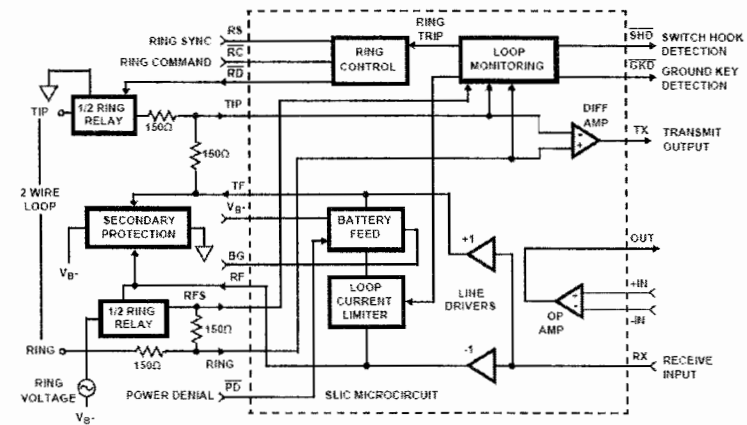 RING SYNC
RS
RING COMMAND
RC
RD
RING CONTROL
RING TRIP
LOOP MONITORING
SHD
SWITCH HOOK DETECTION
GKD
GROUND KEY DETECTION
TIP
1/2 RING RELAY
150Ω
TIP
150Ω
DIFF AMP
-
+
TX
TRANSMIT OUTPUT
2 WIRE LOOP
TF
VB-
SECONDARY PROTECTION
VB-
BG
RF
BATTERY FEED
+1
OUT
LOOP CURRENT LIMITER
LINE DRIVERS
+
-
OP AMP
+IN
-IN
1/2 RING RELAY
RFS
150Ω
RING
150Ω
RING
-1
RX
RECEIVE INPUT
RING VOLTAGE
VB-
POWER DENIAL
PD
SLIC MICROCIRCUIT